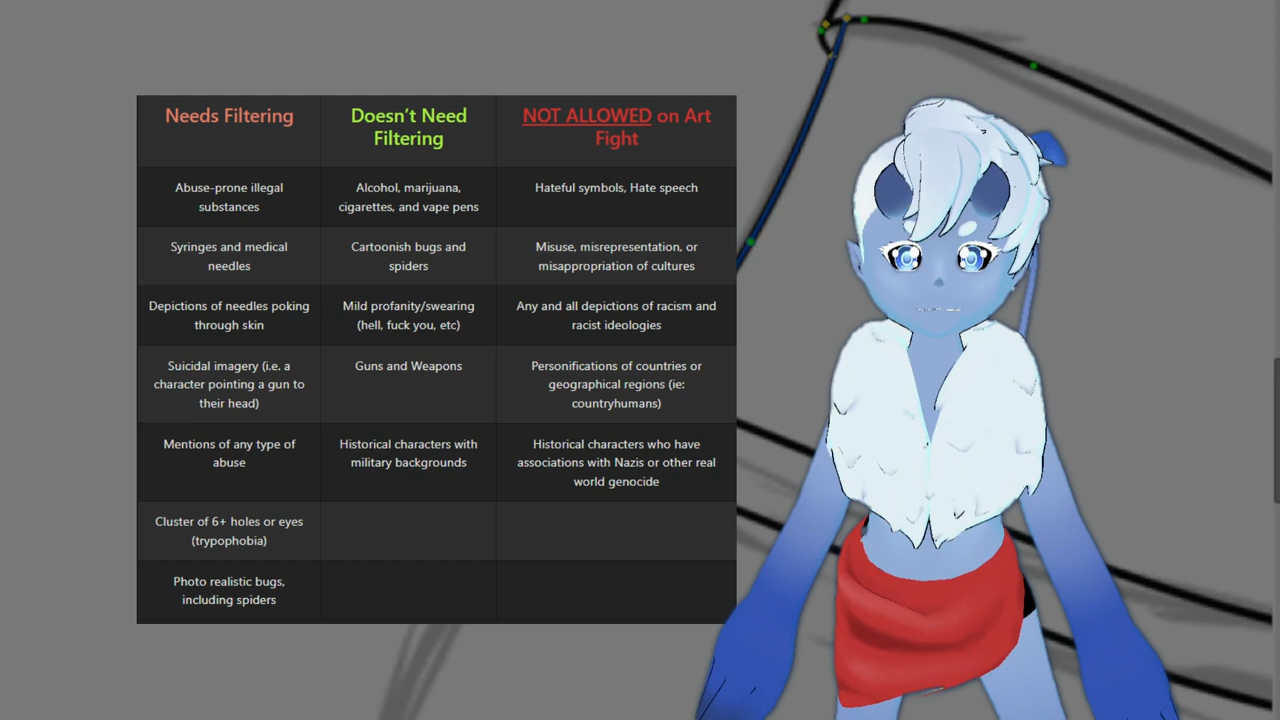 Needs Filtering
Doesn't Need
Filtering
NOT ALLOWED on Art
Fight
Abuse-prone illegal
substances
Alcohol, marijuana,
cigarettes, and vape pens
Hateful symbols, Hate speech
Syringes and medical
needles
Cartoonish bugs and
spiders
Misuse, misrepresentation, or
misappropriation of cultures
Depictions of needles poking
through skin
Mild profanity/swearing
(hell, fuck you, etc)
Any and all depictions of racism and
racist ideologies
Suicidal imagery (i.e. a
character pointing a gun to
their head)
Guns and Weapons
Personifications of countries or
geographical regions (ie:
countryhumans)
Mentions of any type of
abuse
Historical characters with
military backgrounds
Historical characters who have
associations with Nazis or other real
world genocide
Cluster of 6+ holes or eyes
(trypophobia)
Photo realistic bugs,
including spiders